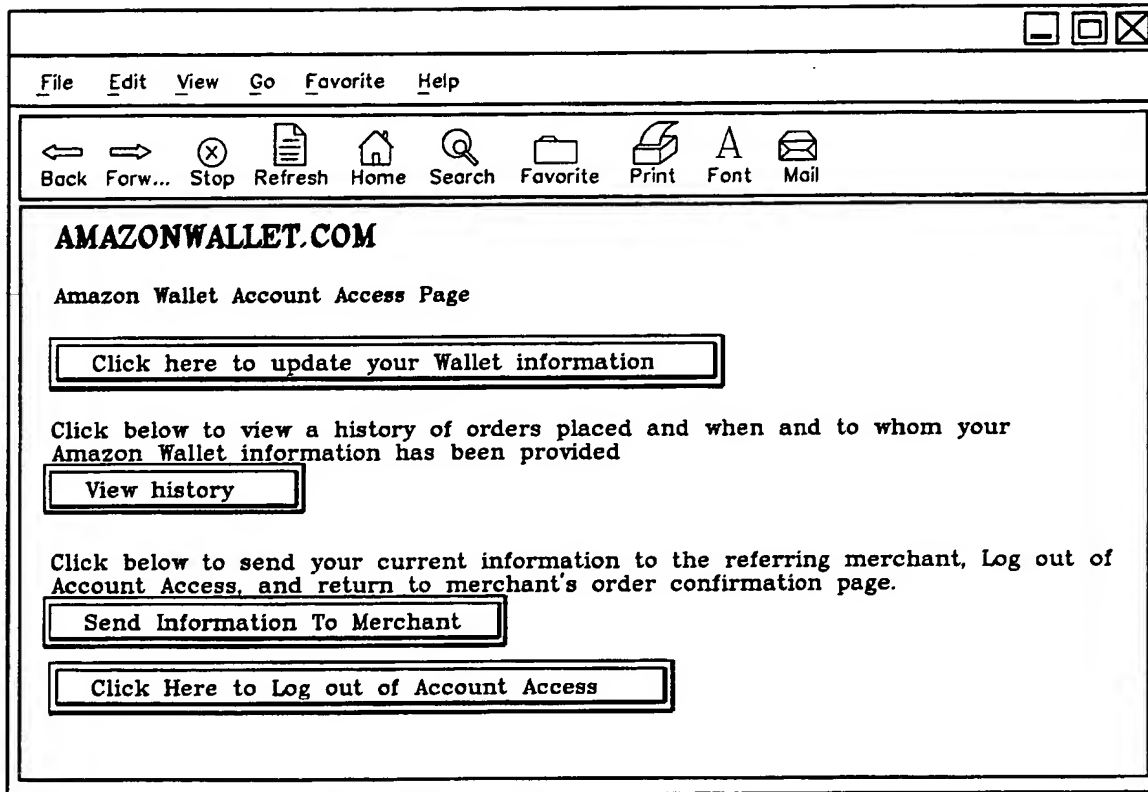 File Edit View Go Favorite Help
Back Forw... Stop Refresh Home Search Favorite Print Font Mail
AMAZONWALLET.COM
Amazon Wallet Account Access Page
Click here to update your Wallet information
Click below to view a history of orders placed and when and to whom your
Amazon Wallet information has been provided
View history
Click below to send your current information to the referring merchant, Log out of
Account Access, and return to merchant's order confirmation page.
Send Information To Merchant
Click Here to Log out of Account Access